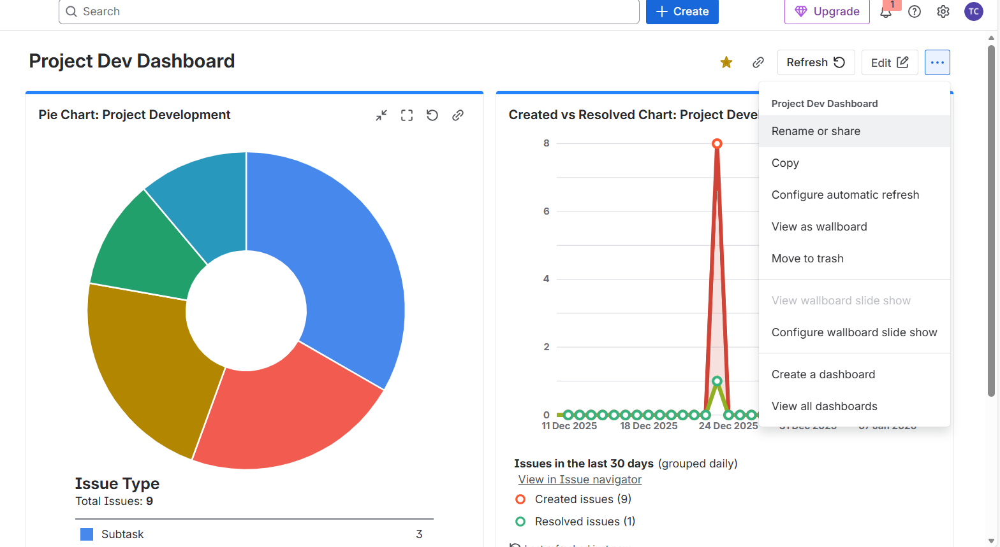 Search
Create
Upgrade
1
TC
Project Dev Dashboard
Refresh
Edit
Pie Chart: Project Development
Issue Type
Total Issues: 9
Subtask 3
Created vs Resolved Chart: Project Deve
8
6
4
2
0
11 Dec 2025 18 Dec 2025 24 Dec 2025
Issues in the last 30 days (grouped daily)
View in Issue navigator
Created issues (9)
Resolved issues (1)
Project Dev Dashboard
Rename or share
Copy
Configure automatic refresh
View as wallboard
Move to trash
View wallboard slide show
Configure wallboard slide show
Create a dashboard
View all dashboards